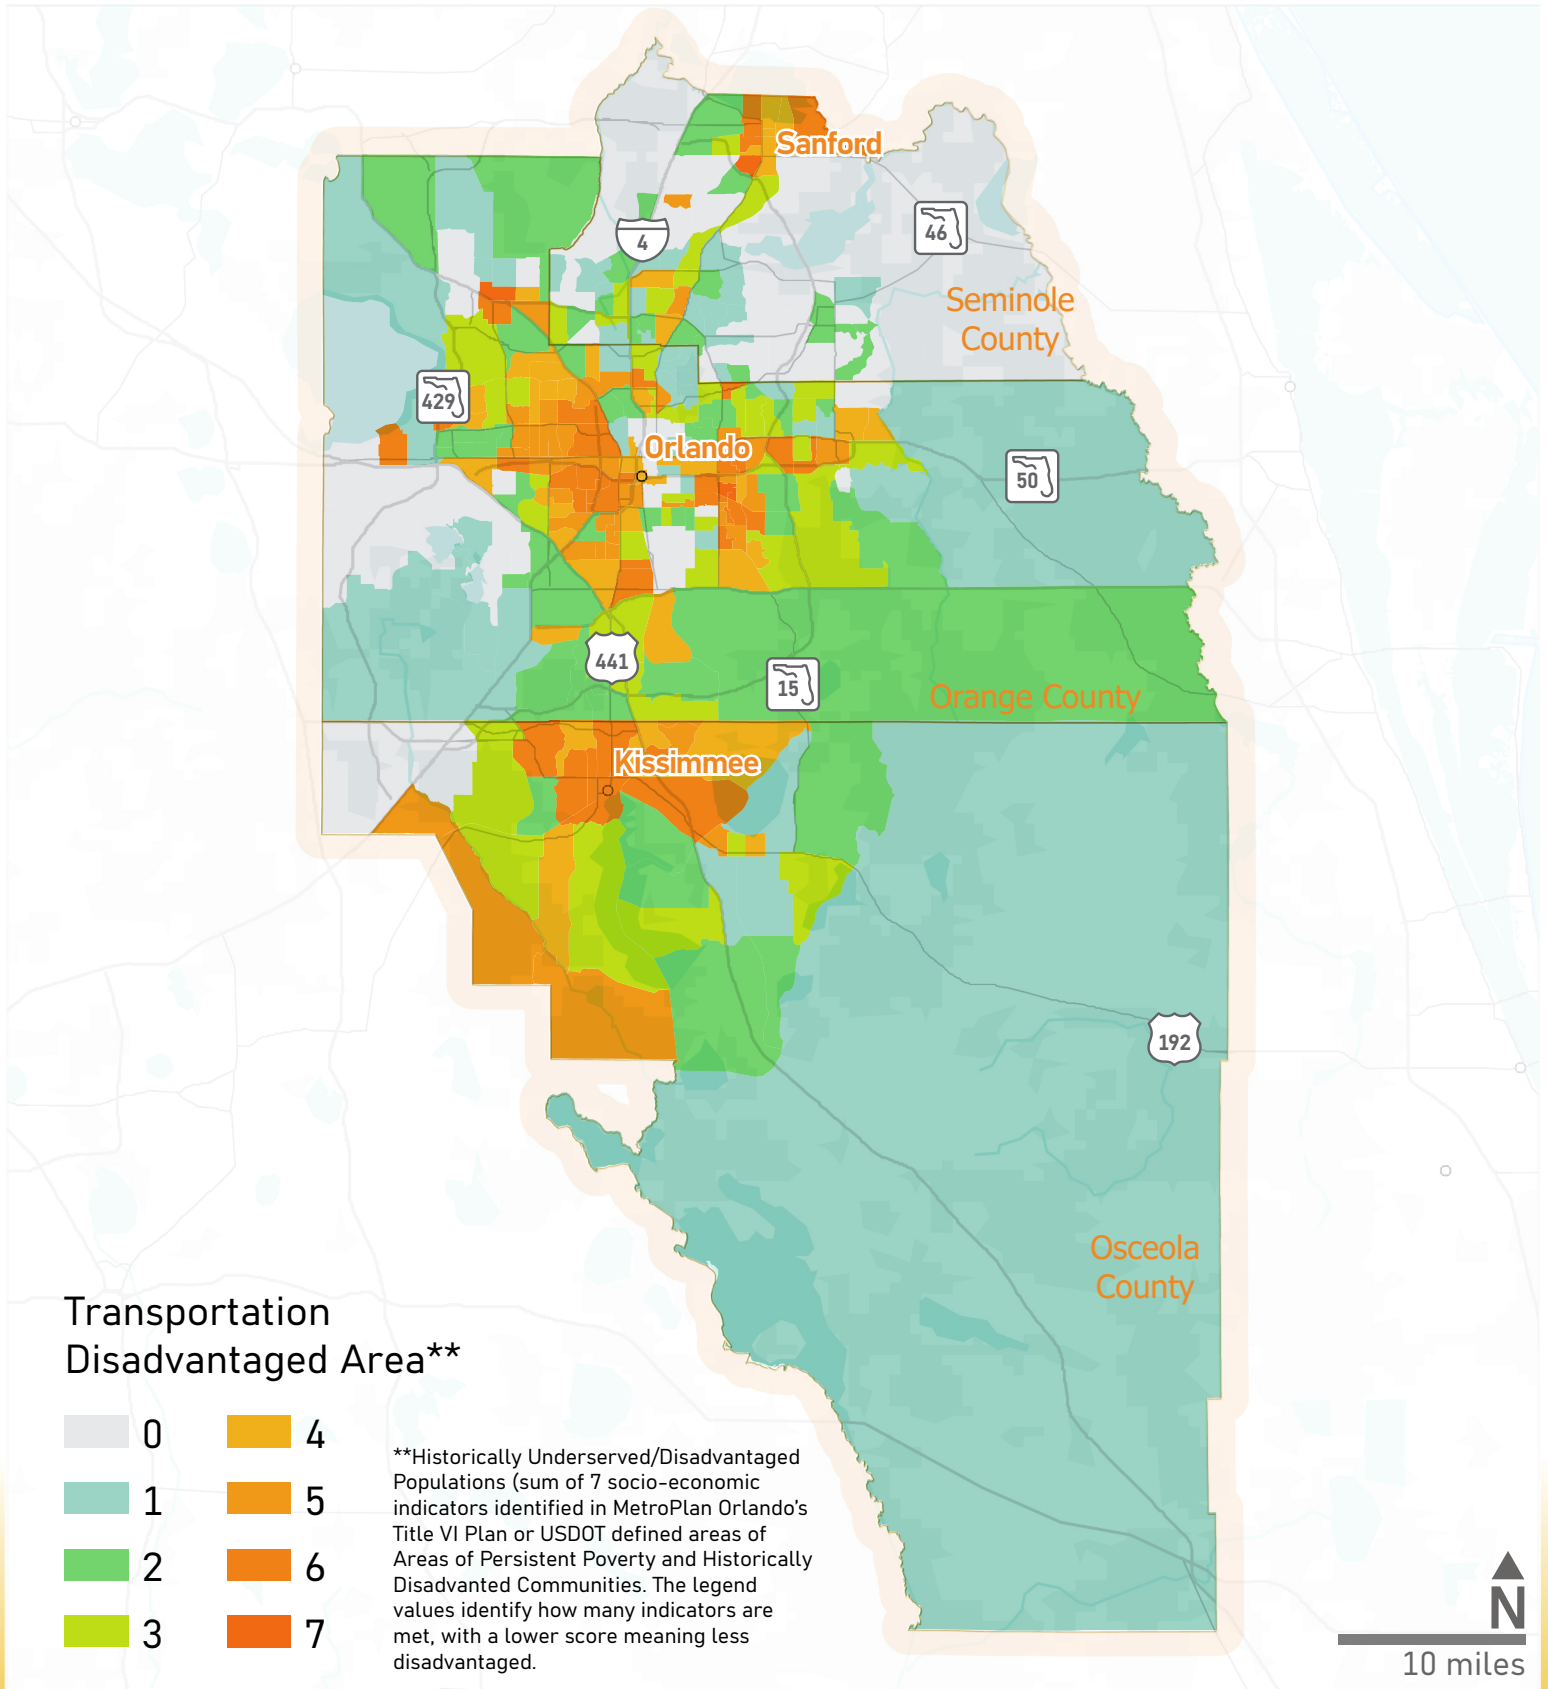 Sanford
4
46
Seminole
County
429
Orlando
50
441
15
Orange County
Kissimmee
192
Osceola
County
Transportation
Disadvantaged Area**
0
4
1
5
2
6
3
7
**Historically Underserved/Disadvantaged
Populations (sum of 7 socio-economic
indicators identified in MetroPlan Orlando's
Title VI Plan or USDOT defined areas of
Areas of Persistent Poverty and Historically
Disadvanted Communities. The legend
values identify how many indicators are
met, with a lower score meaning less
disadvantaged.
N
10 miles